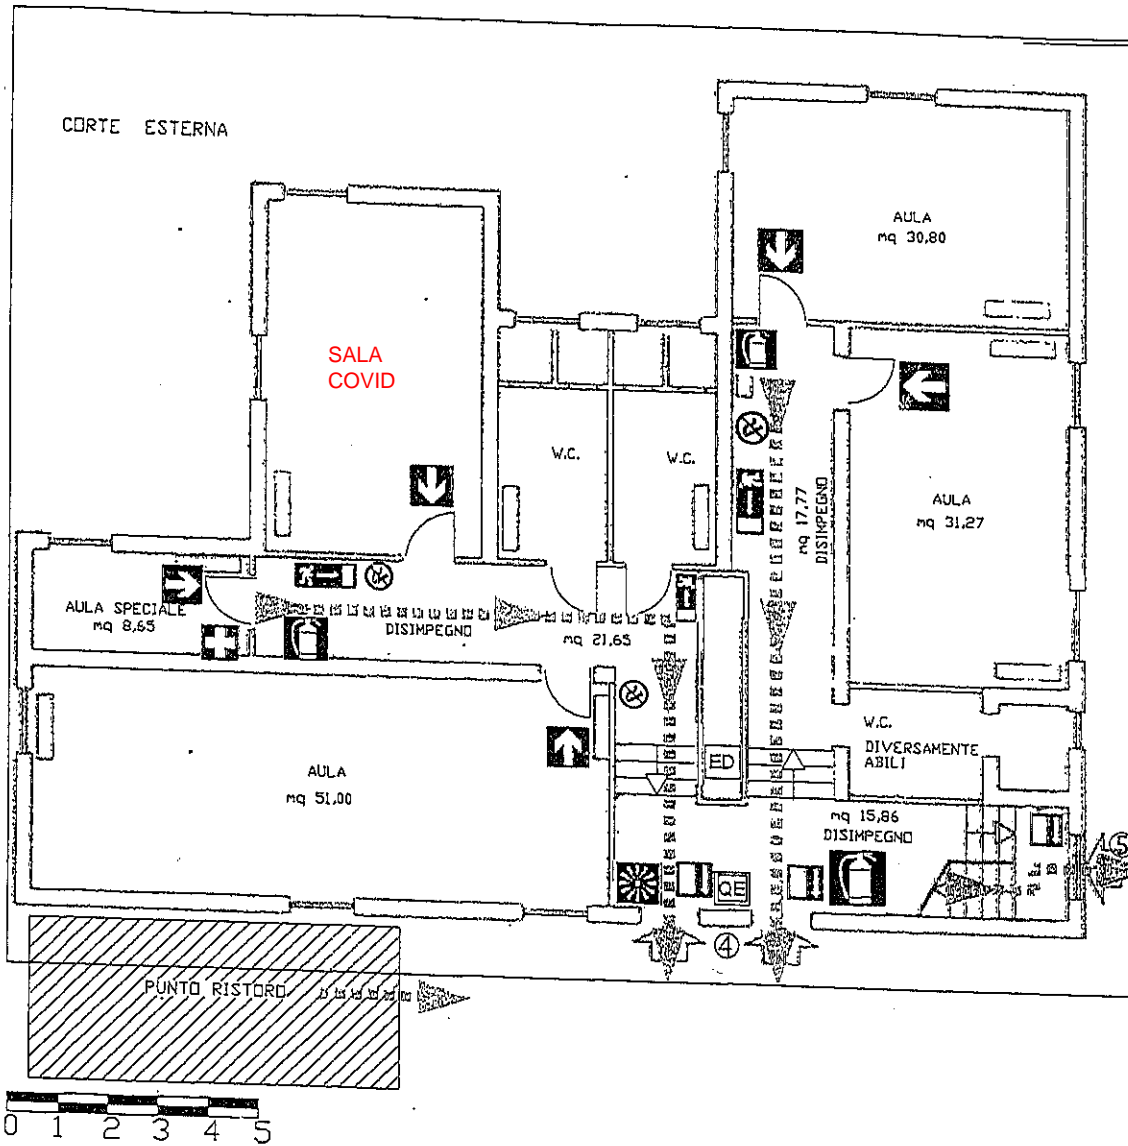 CORTE ESTERNA
AULA
mq 30,80
SALA
COVID
W.C.
W.C.
mq 17,77
DISIMPEGNO
AULA
mq 31,27
AULA SPECIALE
mq 8,65
DISIMPEGNO
mq 21,65
W.C.
DIVERSAMENTE
ABILI
ED
AULA
mq 51,00
mq 15,86
DISIMPEGNO
5
QE
4
PUNTO RISTORO
0 1 2 3 4 5